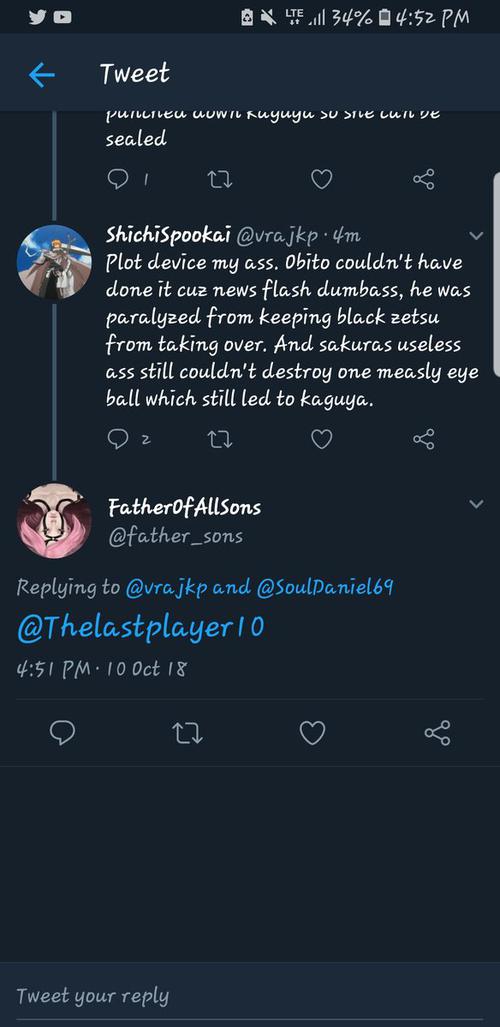 LTE 34% 4:52 PM
Tweet
punched down kaguya so she can be
sealed
1
ShichiSpookai @vrajkp · 4m
Plot device my ass. Obito couldn't have
done it cuz news flash dumbass, he was
paralyzed from keeping black zetsu
from taking over. And sakuras useless
ass still couldn't destroy one measly eye
ball which still led to kaguya.
2
FatherOfAllSons
@father_sons
Replying to @vrajkp and @SoulDaniel69
@Thelastplayer10
4:51 PM · 10 Oct 18
Tweet your reply